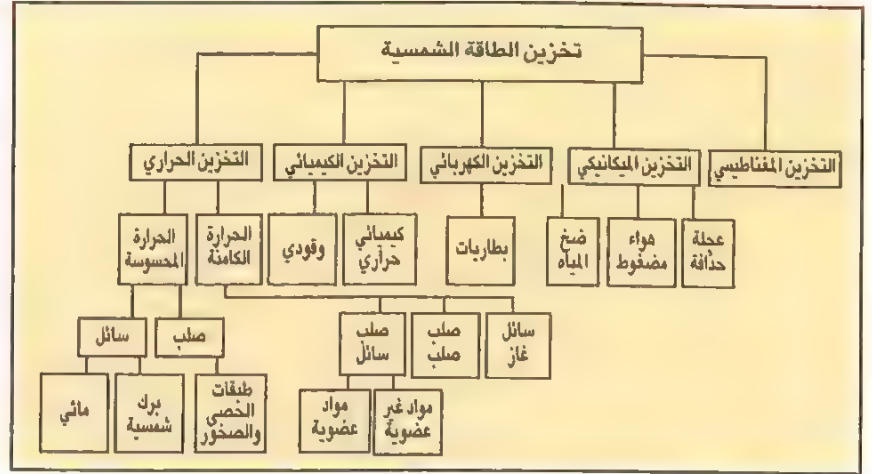 تخزين الطاقة الشمسية
التخزين المغناطيسي
التخزين الميكانيكي
التخزين الكهربائي
التخزين الكيميائي
التخزين الحراري
عجلة
حذافة
هواء
مضغوط
ضخ
المياه
بطاريات
كيميائي
حراري
وقودي
الحرارة
الكامنة
الحرارة
المحسوسة
سائل
غاز
صلب
صلب
صلب
سائل
صلب
سائل
مواد غير
عضوية
مواد
عضوية
طبقات
الحصى
والصخور
برك
شمسية
مائي